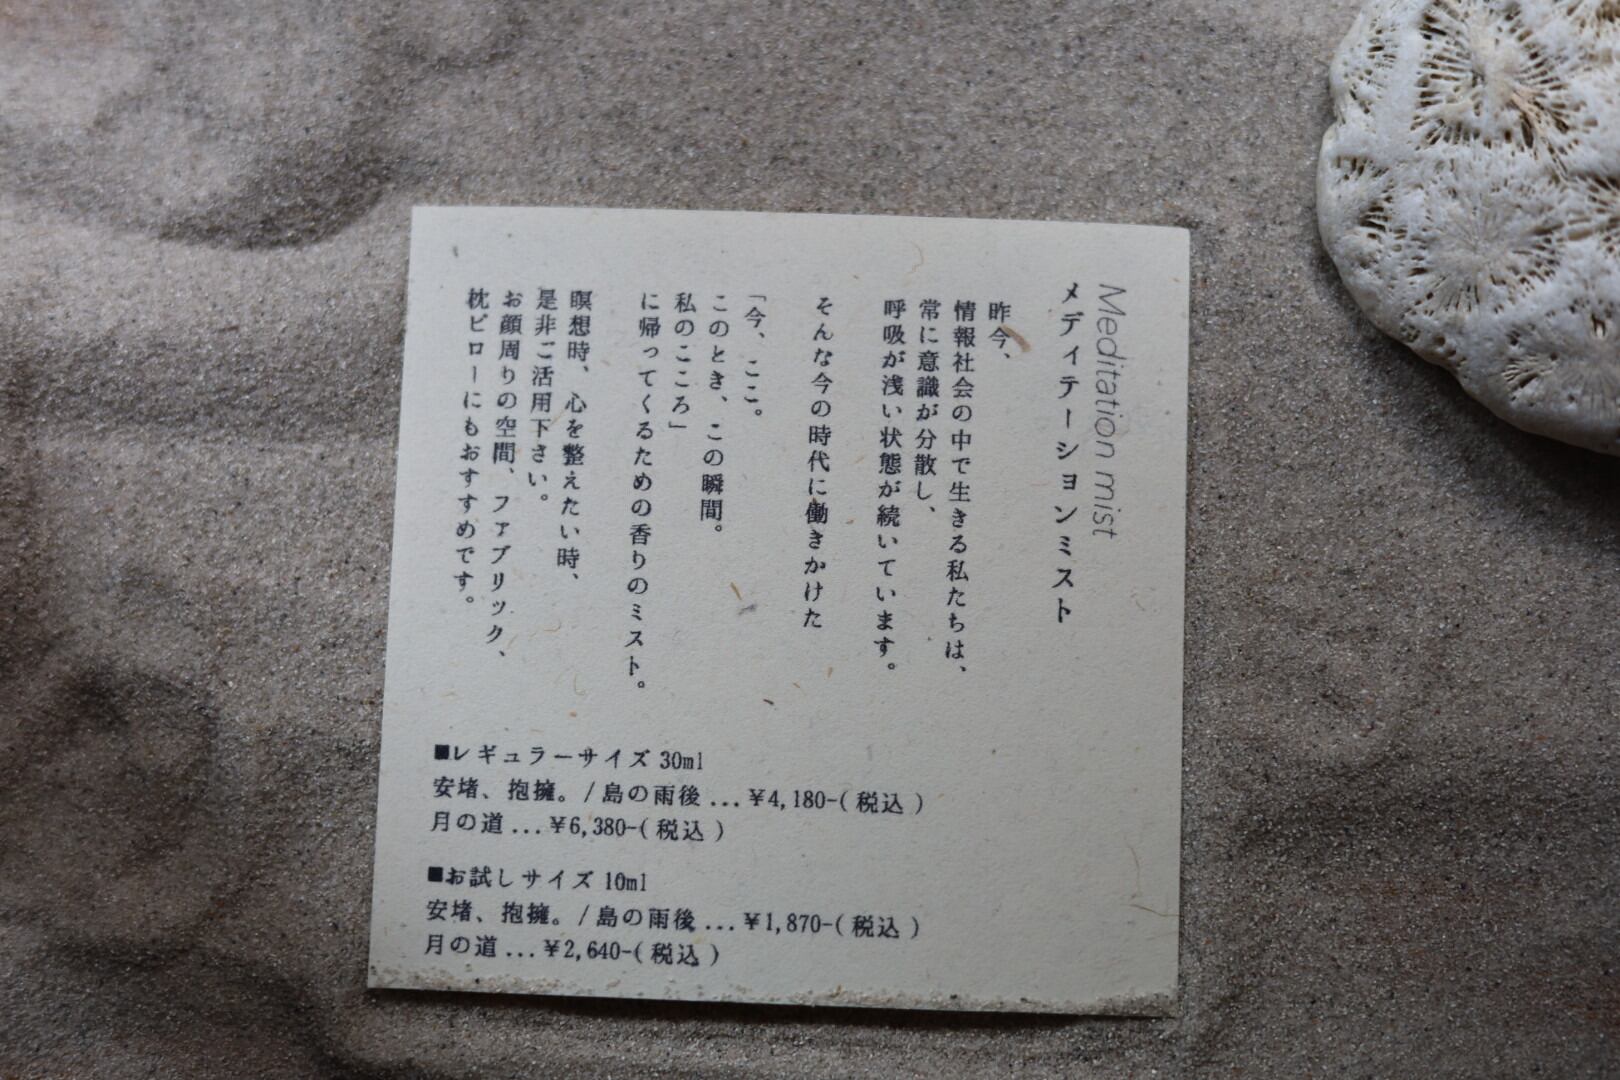 Meditation mist
メディテーションミスト
昨今、
情報社会の中で生きる私たちは、
常に意識が分散し、
呼吸が浅い状態が続いています。
そんな今の時代に働きかけた
「今、ここ。
このとき、この瞬間。
私のこころ」
に帰ってくるための香りのミスト。
瞑想時、心を整えたい時、
是非ご活用下さい。
お顔周りの空間、ファブリック、
枕ピローにもおすすめです。
■レギュラーサイズ 30ml
安堵、抱擁。/島の雨後...¥4,180-(税込)
月の道...¥6,380-(税込)
■お試しサイズ 10ml
安堵、抱擁。/島の雨後...¥1,870-(税込)
月の道...¥2,640-(税込)